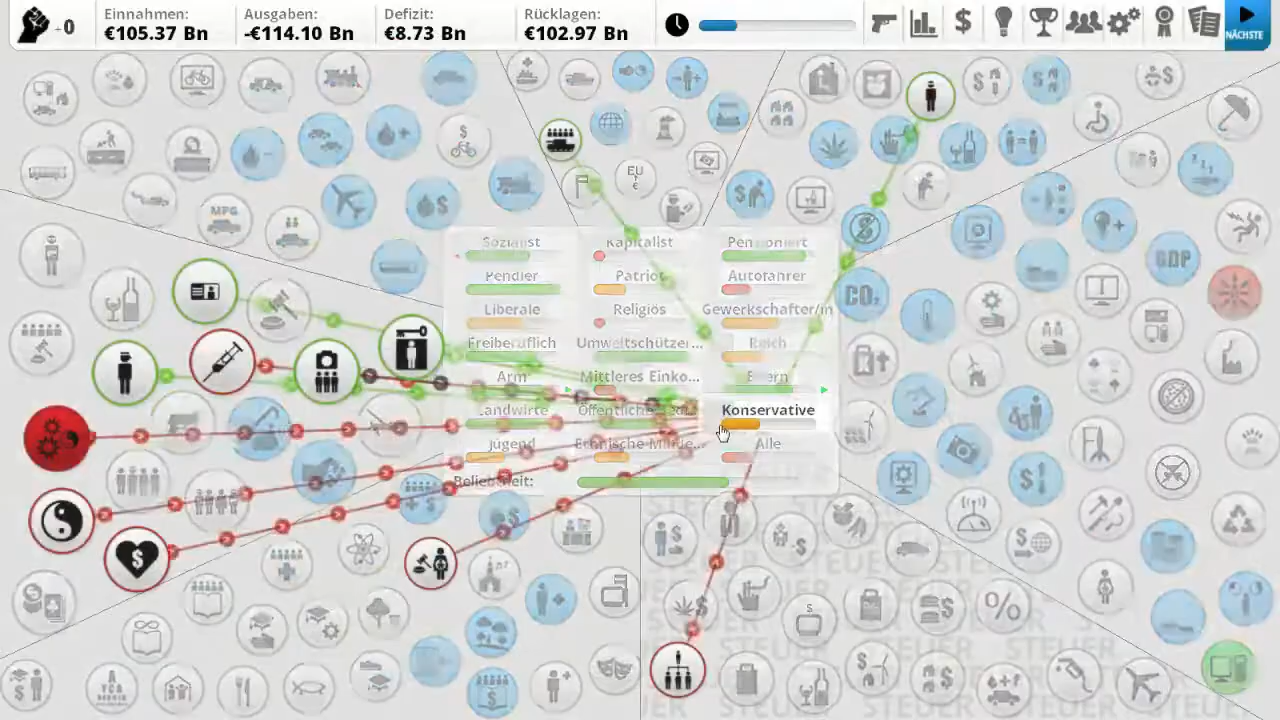 Einnahmen:
€105.37 Bn
Ausgaben:
-€114.10 Bn
Defizit:
€8.73 Bn
Rücklagen:
€102.97 Bn
+0
NÄCHSTE
MPG
EU
€
CO₂
GDP
Sozialist
Kapitalist
Pensioniert
Pendler
Patriot
Autofahrer
Liberale
Religiös
Gewerkschafter/in
Freiberuflich
Umweltschützer...
Reich
Arm
Mittleres Einko...
Eltern
Landwirte
Konservative
Jugend
Ethnische Minde...
Alle
Beliebtheit:
STEUER